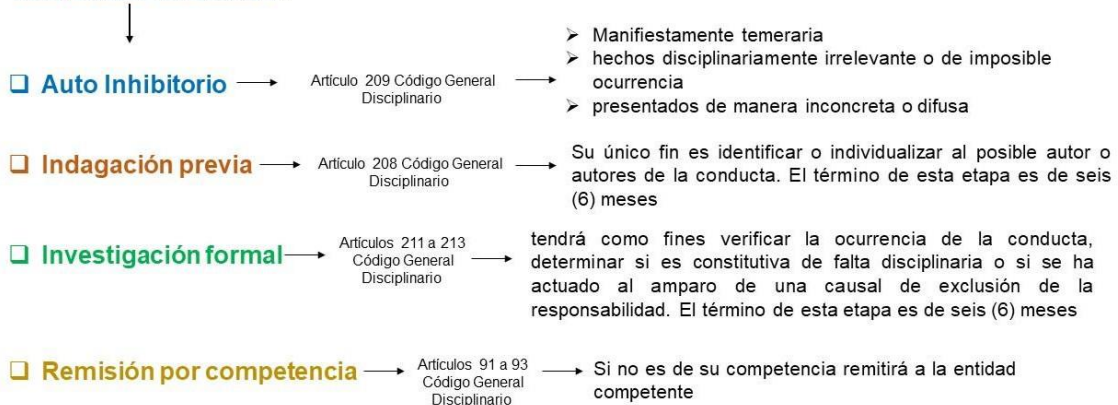 Auto Inhibitorio
Artículo 209 Código General
Disciplinario
Manifiestamente temeraria
hechos disciplinariamente irrelevante o de imposible
ocurrencia
presentados de manera inconcreta o difusa
Indagación previa
Artículo 208 Código General
Disciplinario
Su único fin es identificar o individualizar al posible autor o
autores de la conducta. El término de esta etapa es de seis
(6) meses
Investigación formal
Artículos 211 a 213
Código General
Disciplinario
tendrá como fines verificar la ocurrencia de la conducta,
determinar si es constitutiva de falta disciplinaria o si se ha
actuado al amparo de una causal de exclusión de la
responsabilidad. El término de esta etapa es de seis (6) meses
Remisión por competencia
Artículos 91 a 93
Código General
Disciplinario
Si no es de su competencia remitirá a la entidad
competente